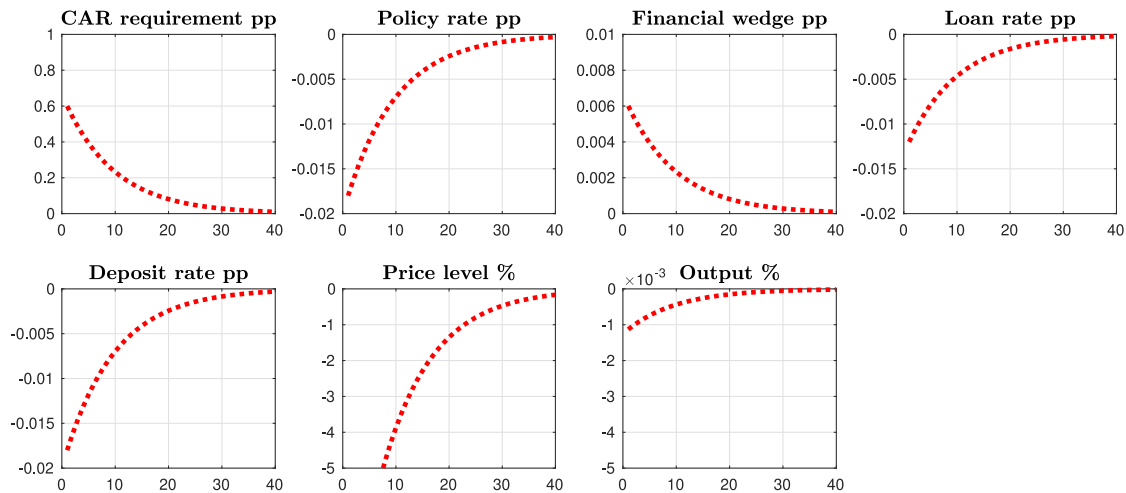 CAR requirement pp
1
0.8
0.6
0.4
0.2
0
0 10 20 30 40
Policy rate pp
0
-0.005
-0.01
-0.015
-0.02
0 10 20 30 40
Financial wedge pp
0.01
0.008
0.006
0.004
0.002
0
0 10 20 30 40
Loan rate pp
0
-0.005
-0.01
-0.015
-0.02
0 10 20 30 40
Deposit rate pp
0
-0.005
-0.01
-0.015
-0.02
0 10 20 30 40
Price level %
0
-1
-2
-3
-4
-5
0 10 20 30 40
×10⁻³ Output %
0
-1
-2
-3
-4
-5
0 10 20 30 40